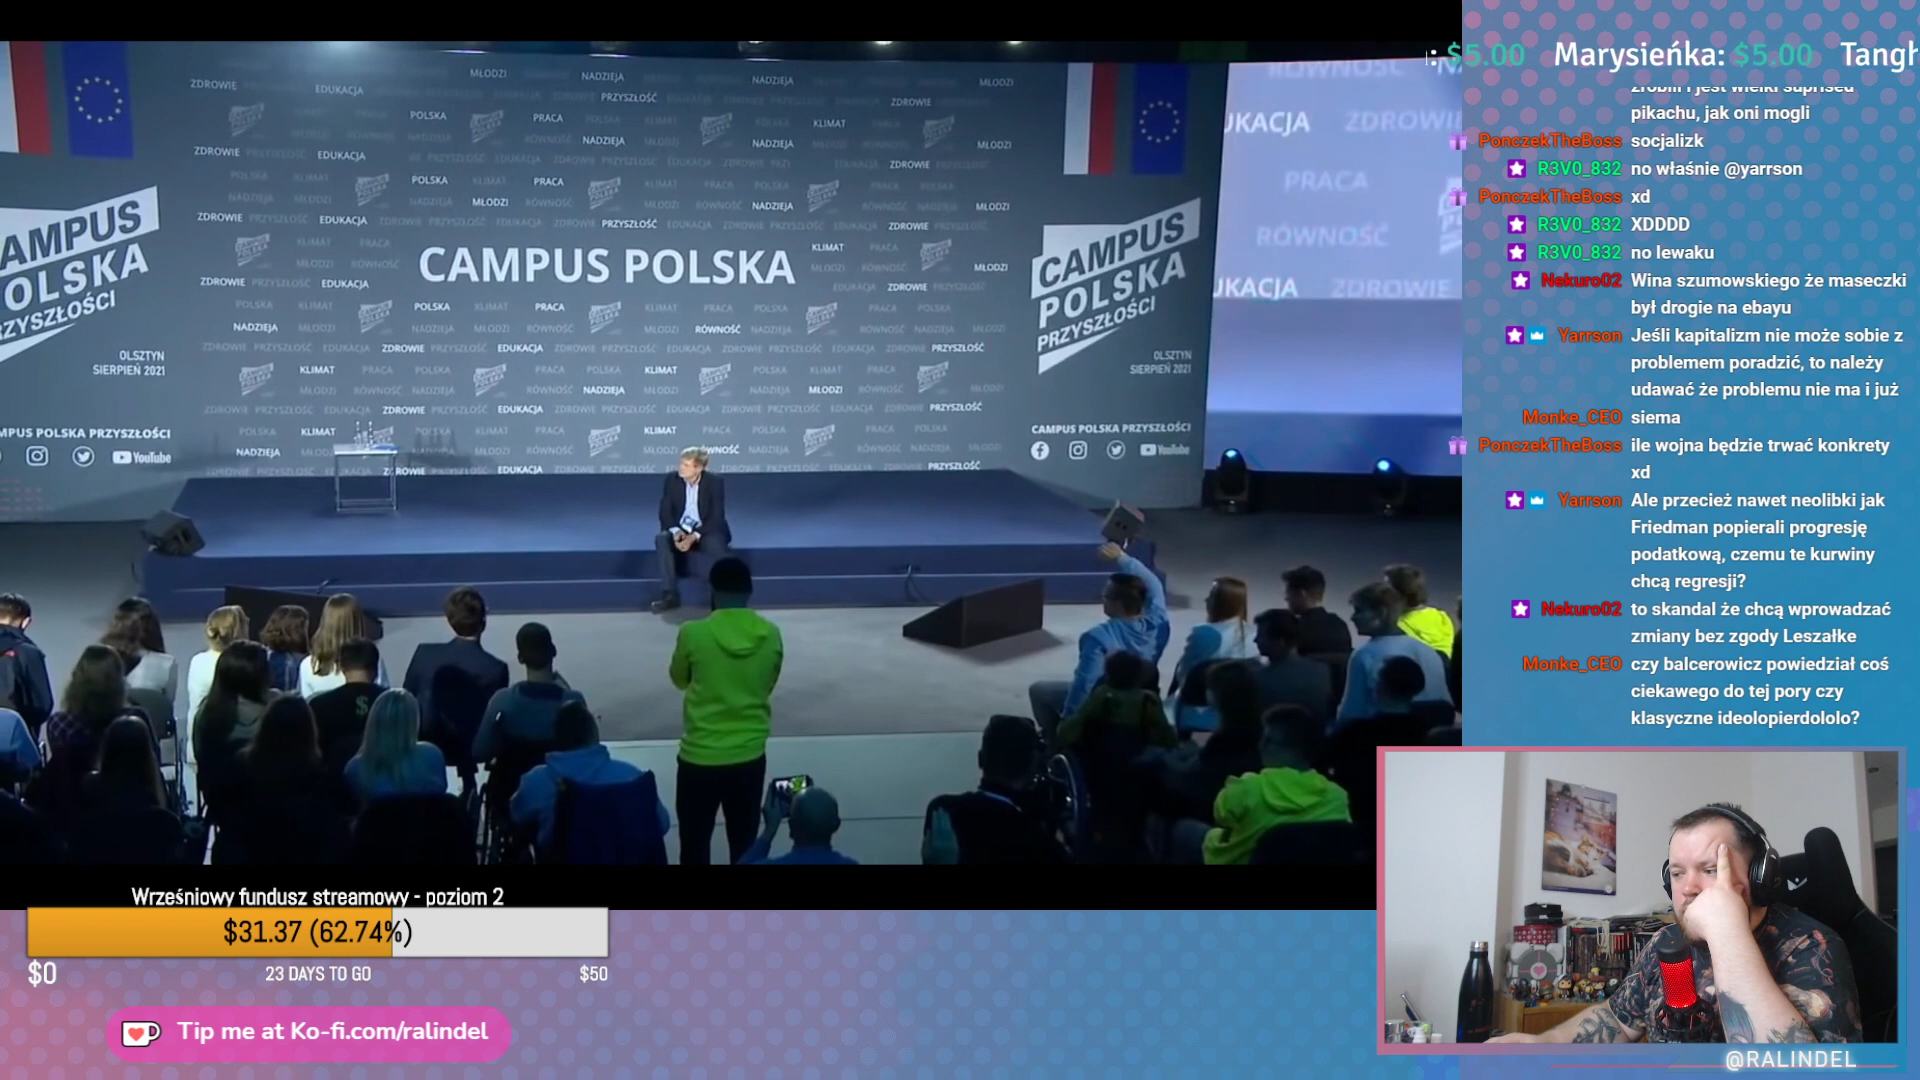 CAMPUS POLSKA
CAMPUS
POLSKA
PRZYSZŁOŚCI
OLSZTYN
SIERPIEŃ 2021
CAMPUS POLSKA PRZYSZŁOŚCI
YouTube
OLSZTYN
SIERPIEŃ 2021
YouTube
ZDROWIE
EDUKACJA
MŁODZI
NADZIEJA
PRZYSZŁOŚĆ
POLSKA
PRACA
KLIMAT
RÓWNOŚĆ
PRACA
RÓWNOŚĆ
ZDROWIE
$5.00 Marysieńka: $5.00
pikachu, jak oni mogli
PonczekTheBoss socjalizk
R3V0_832 no właśnie @yarrson
PonczekTheBoss xd
R3V0_832 XDDDD
R3V0_832 no lewaku
Nekuro02 Wina szumowskiego że maseczki
był drogie na ebayu
Yarrson Jeśli kapitalizm nie może sobie z
problemem poradzić, to należy
udawać że problemu nie ma i już
Monke_CEO siema
PonczekTheBoss ile wojna będzie trwać konkrety
xd
Yarrson Ale przecież nawet neolibki jak
Friedman popierali progresję
podatkową, czemu te kurwiny
chcą regresji?
Nekuro02 to skandal że chcą wprowadzać
zmiany bez zgody Leszałke
Monke_CEO czy balcerowicz powiedział coś
ciekawego do tej pory czy
klasyczne ideolopierdololo?
Wrześniowy fundusz streamowy - poziom 2
$31.37 (62.74%)
$0 23 DAYS TO GO $50
Tip me at Ko-fi.com/ralindel
@RALINDEL